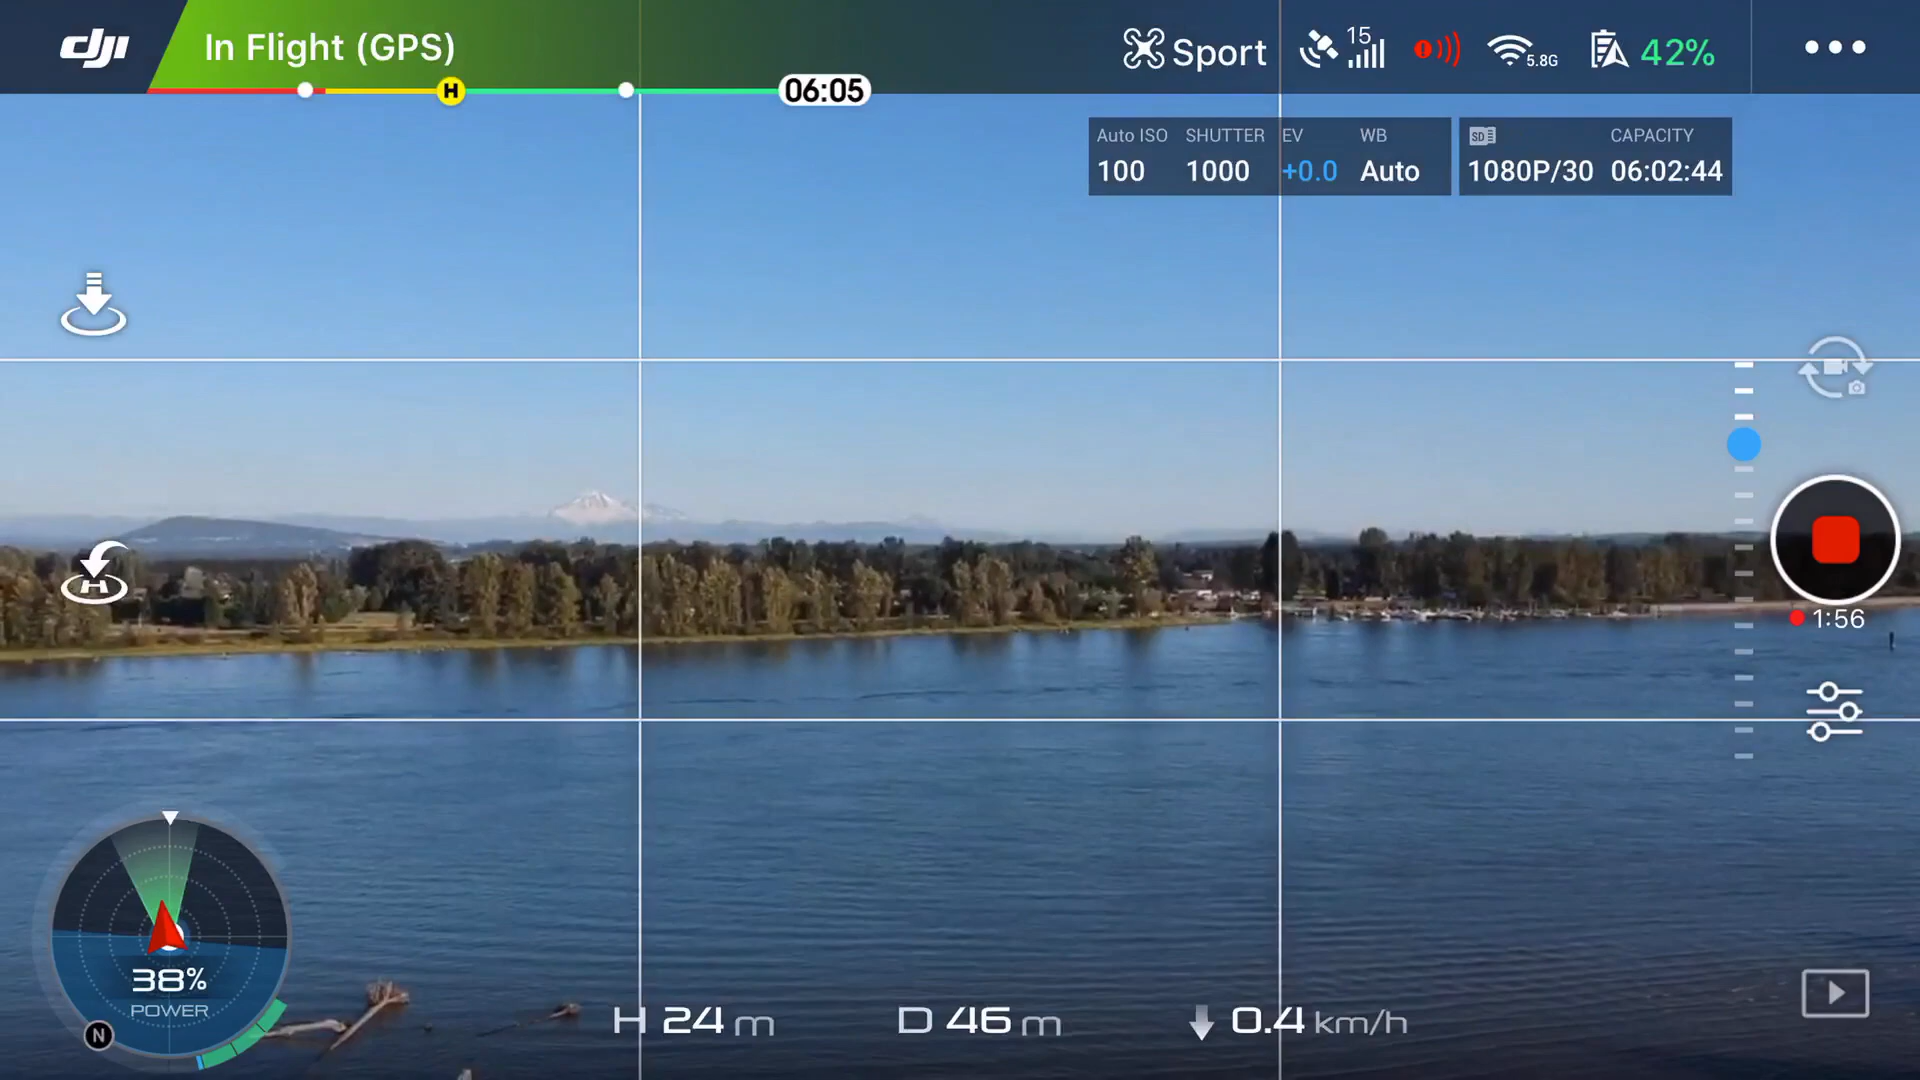 dji In Flight (GPS) Sport 15 5.8G 42%
H 06:05
Auto ISO SHUTTER EV WB SD CAPACITY
100 1000 +0.0 Auto 1080P/30 06:02:44
H
1:56
38%
POWER
N
H 24 m D 46 m 0.4 km/h